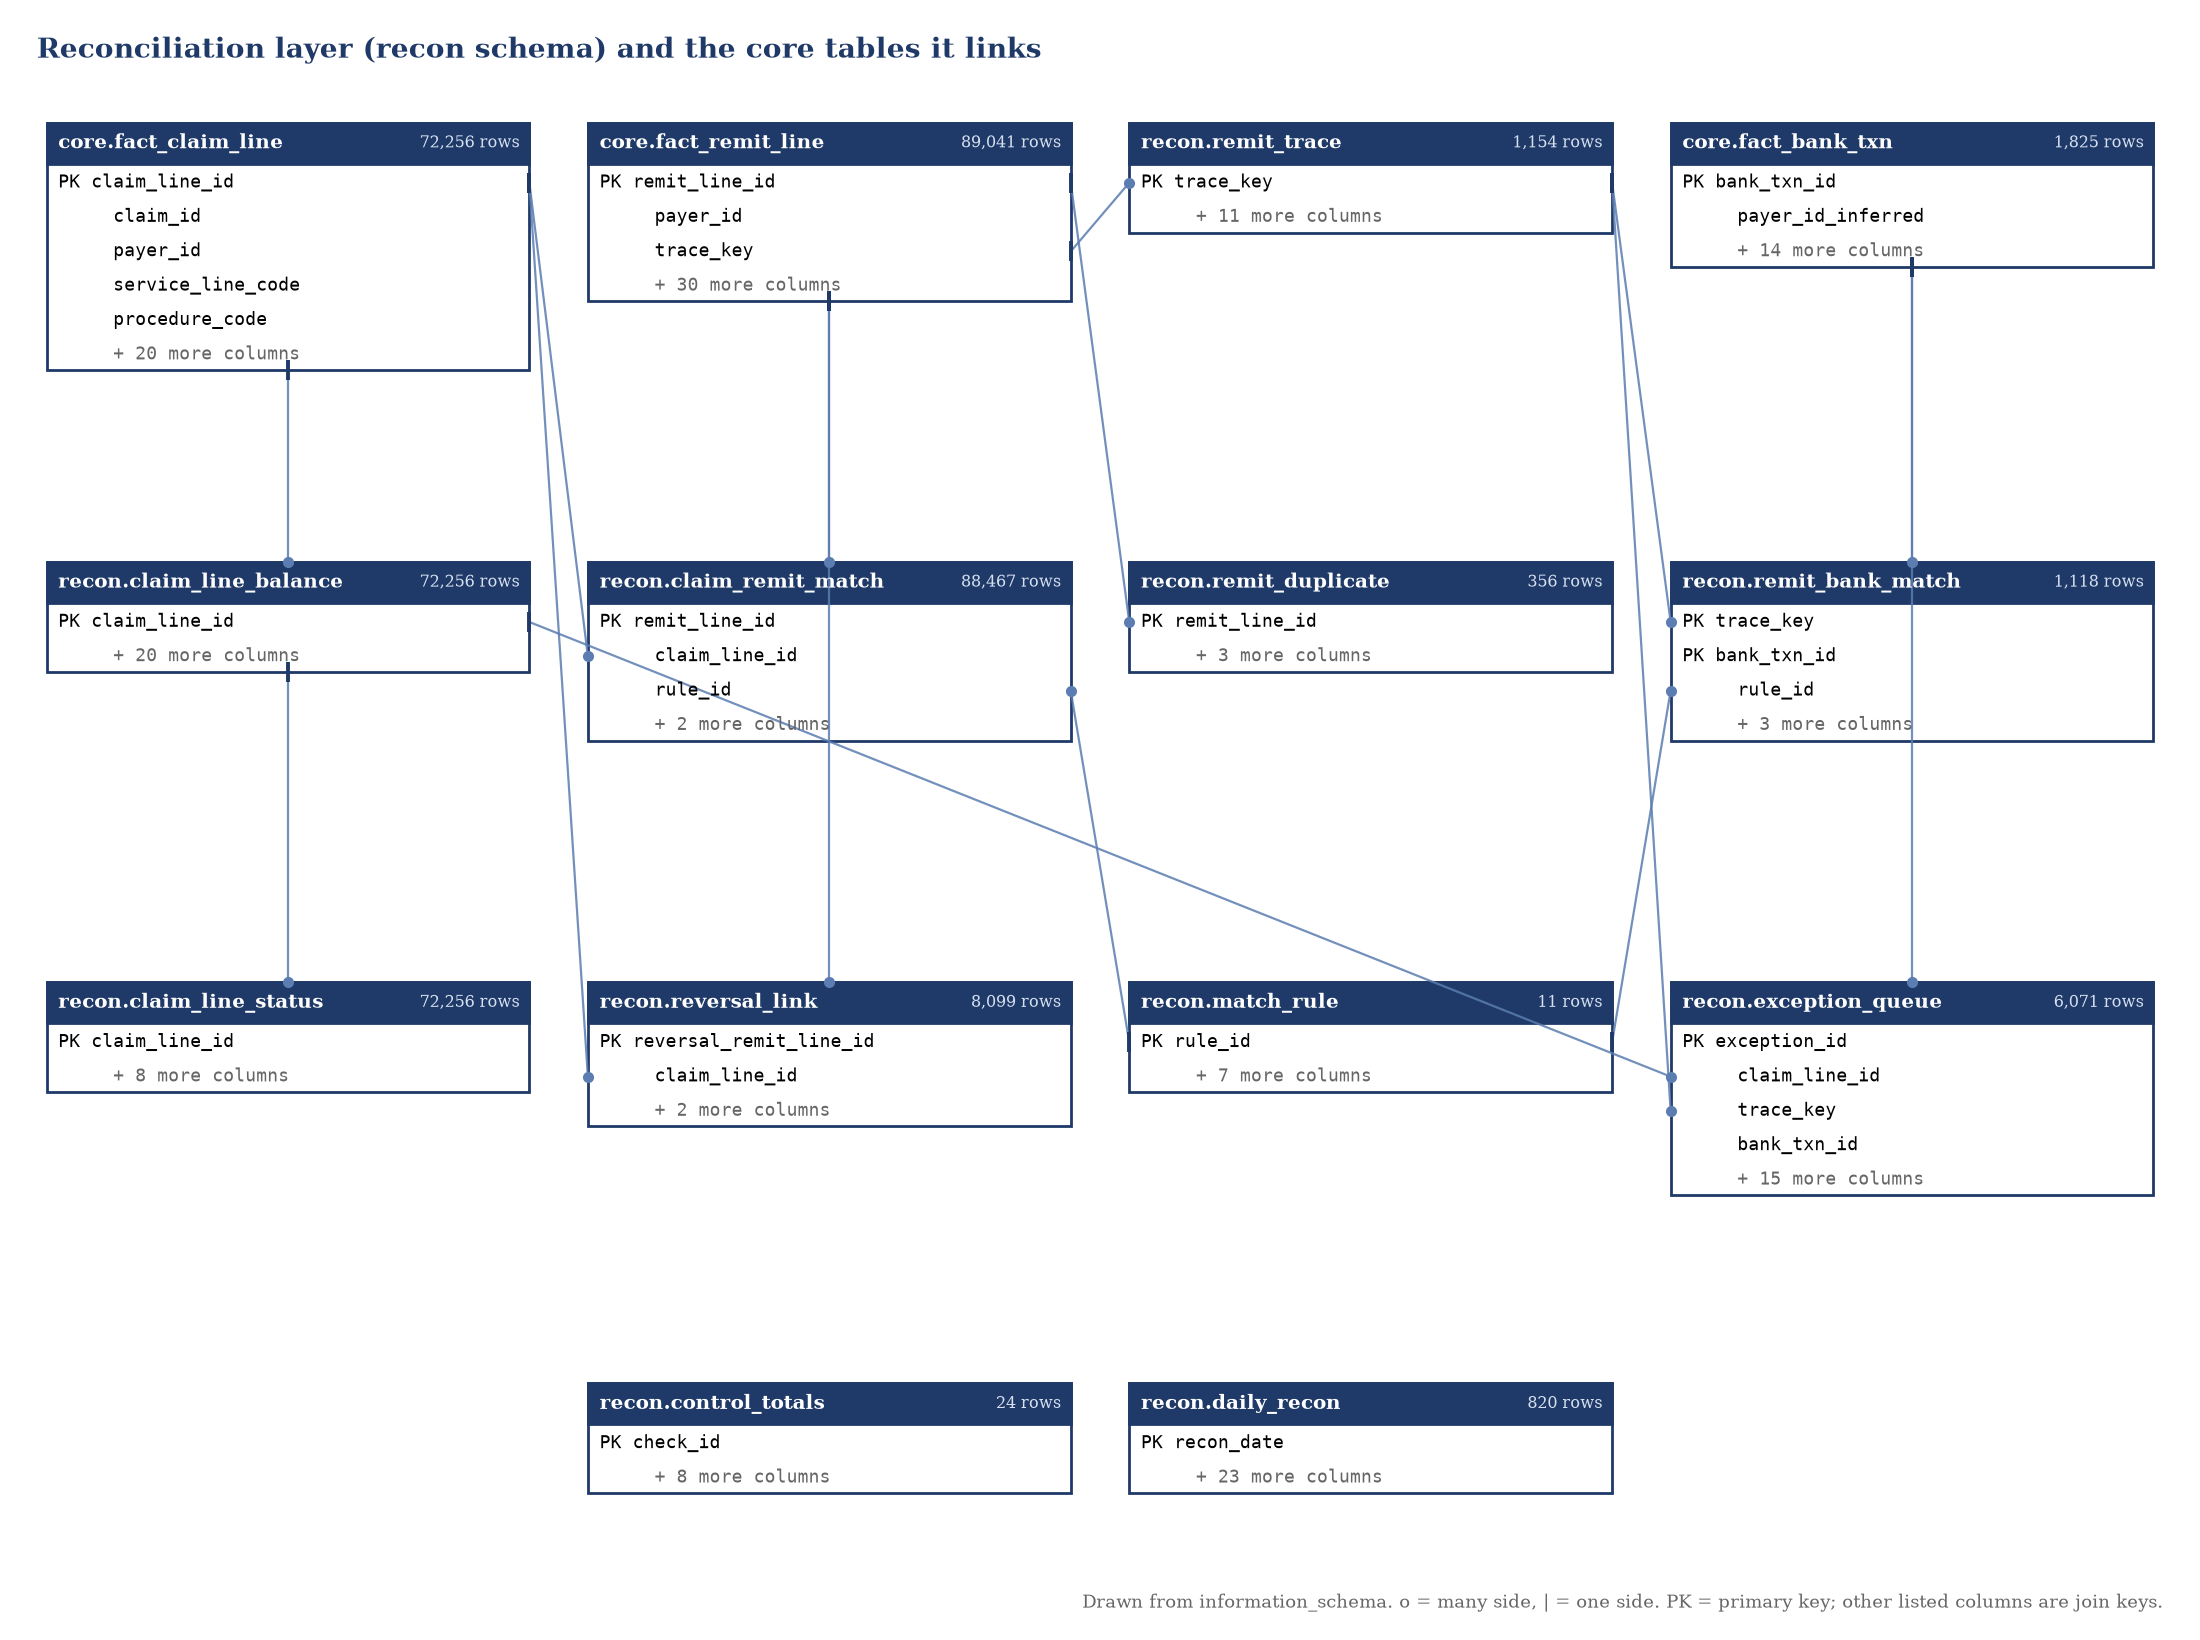 Reconciliation layer (recon schema) and the core tables it links
core.fact_claim_line 72,256 rows
PK claim_line_id
claim_id
payer_id
service_line_code
procedure_code
+ 20 more columns
core.fact_remit_line 89,041 rows
PK remit_line_id
payer_id
trace_key
+ 30 more columns
recon.remit_trace 1,154 rows
PK trace_key
+ 11 more columns
core.fact_bank_txn 1,825 rows
PK bank_txn_id
payer_id_inferred
+ 14 more columns
recon.claim_line_balance 72,256 rows
PK claim_line_id
+ 20 more columns
recon.claim_remit_match 88,467 rows
PK remit_line_id
claim_line_id
rule_id
+ 2 more columns
recon.remit_duplicate 356 rows
PK remit_line_id
+ 3 more columns
recon.remit_bank_match 1,118 rows
PK trace_key
PK bank_txn_id
rule_id
+ 3 more columns
recon.claim_line_status 72,256 rows
PK claim_line_id
+ 8 more columns
recon.reversal_link 8,099 rows
PK reversal_remit_line_id
claim_line_id
+ 2 more columns
recon.match_rule 11 rows
PK rule_id
+ 7 more columns
recon.exception_queue 6,071 rows
PK exception_id
claim_line_id
trace_key
bank_txn_id
+ 15 more columns
recon.control_totals 24 rows
PK check_id
+ 8 more columns
recon.daily_recon 820 rows
PK recon_date
+ 23 more columns
Drawn from information_schema. o = many side, | = one side. PK = primary key; other listed columns are join keys.